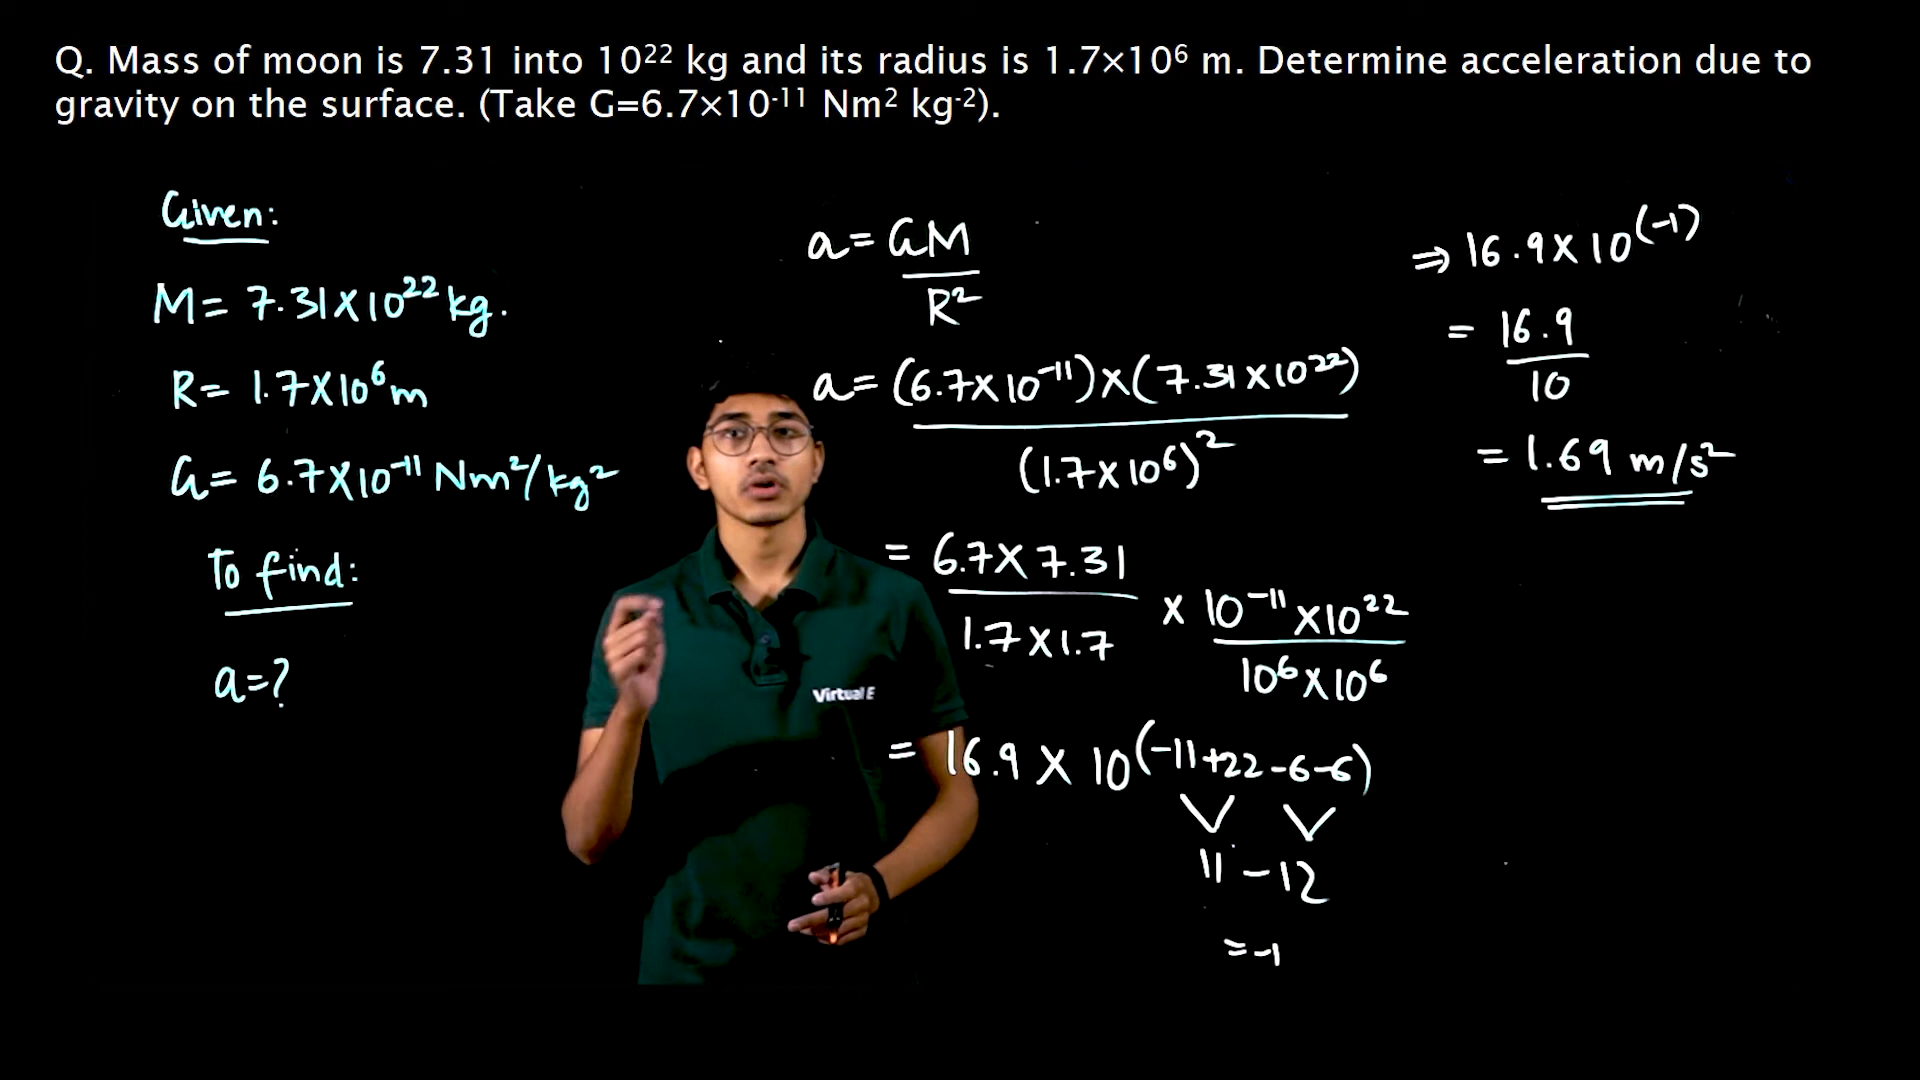 Q. Mass of moon is 7.31 into 10²² kg and its radius is 1.7×10⁶ m. Determine acceleration due to
gravity on the surface. (Take G=6.7×10⁻¹¹ Nm² kg⁻²).
Given:
M= 7.31×10²² kg.
R= 1.7×10⁶ m
G= 6.7×10⁻¹¹ Nm²/kg²
To find:
a=?
a= GM
R²
a= (6.7×10⁻¹¹)×(7.31×10²²)
(1.7×10⁶)²
= 6.7×7.31
1.7×1.7
× 10⁻¹¹×10²²
10⁶×10⁶
= 16.9 × 10^(-11+22-6-6)
11 - 12
= -1
⇒ 16.9×10^(-1)
= 16.9
10
= 1.69 m/s²
Virtual E